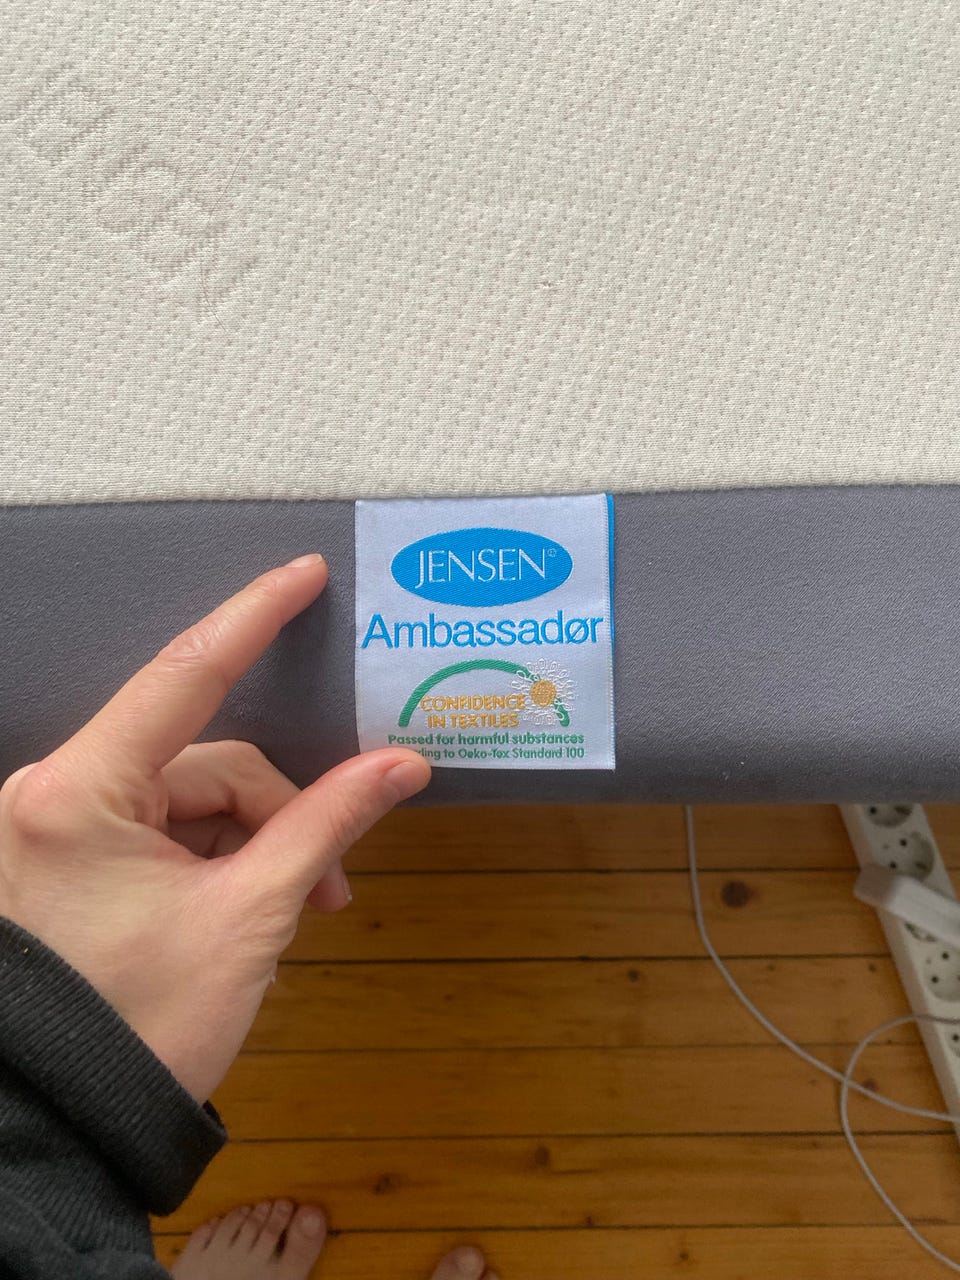 JENSEN®
Ambassadør
CONFIDENCE
IN TEXTILES
Passed for harmful substances
to Oeko-Tex Standard 100